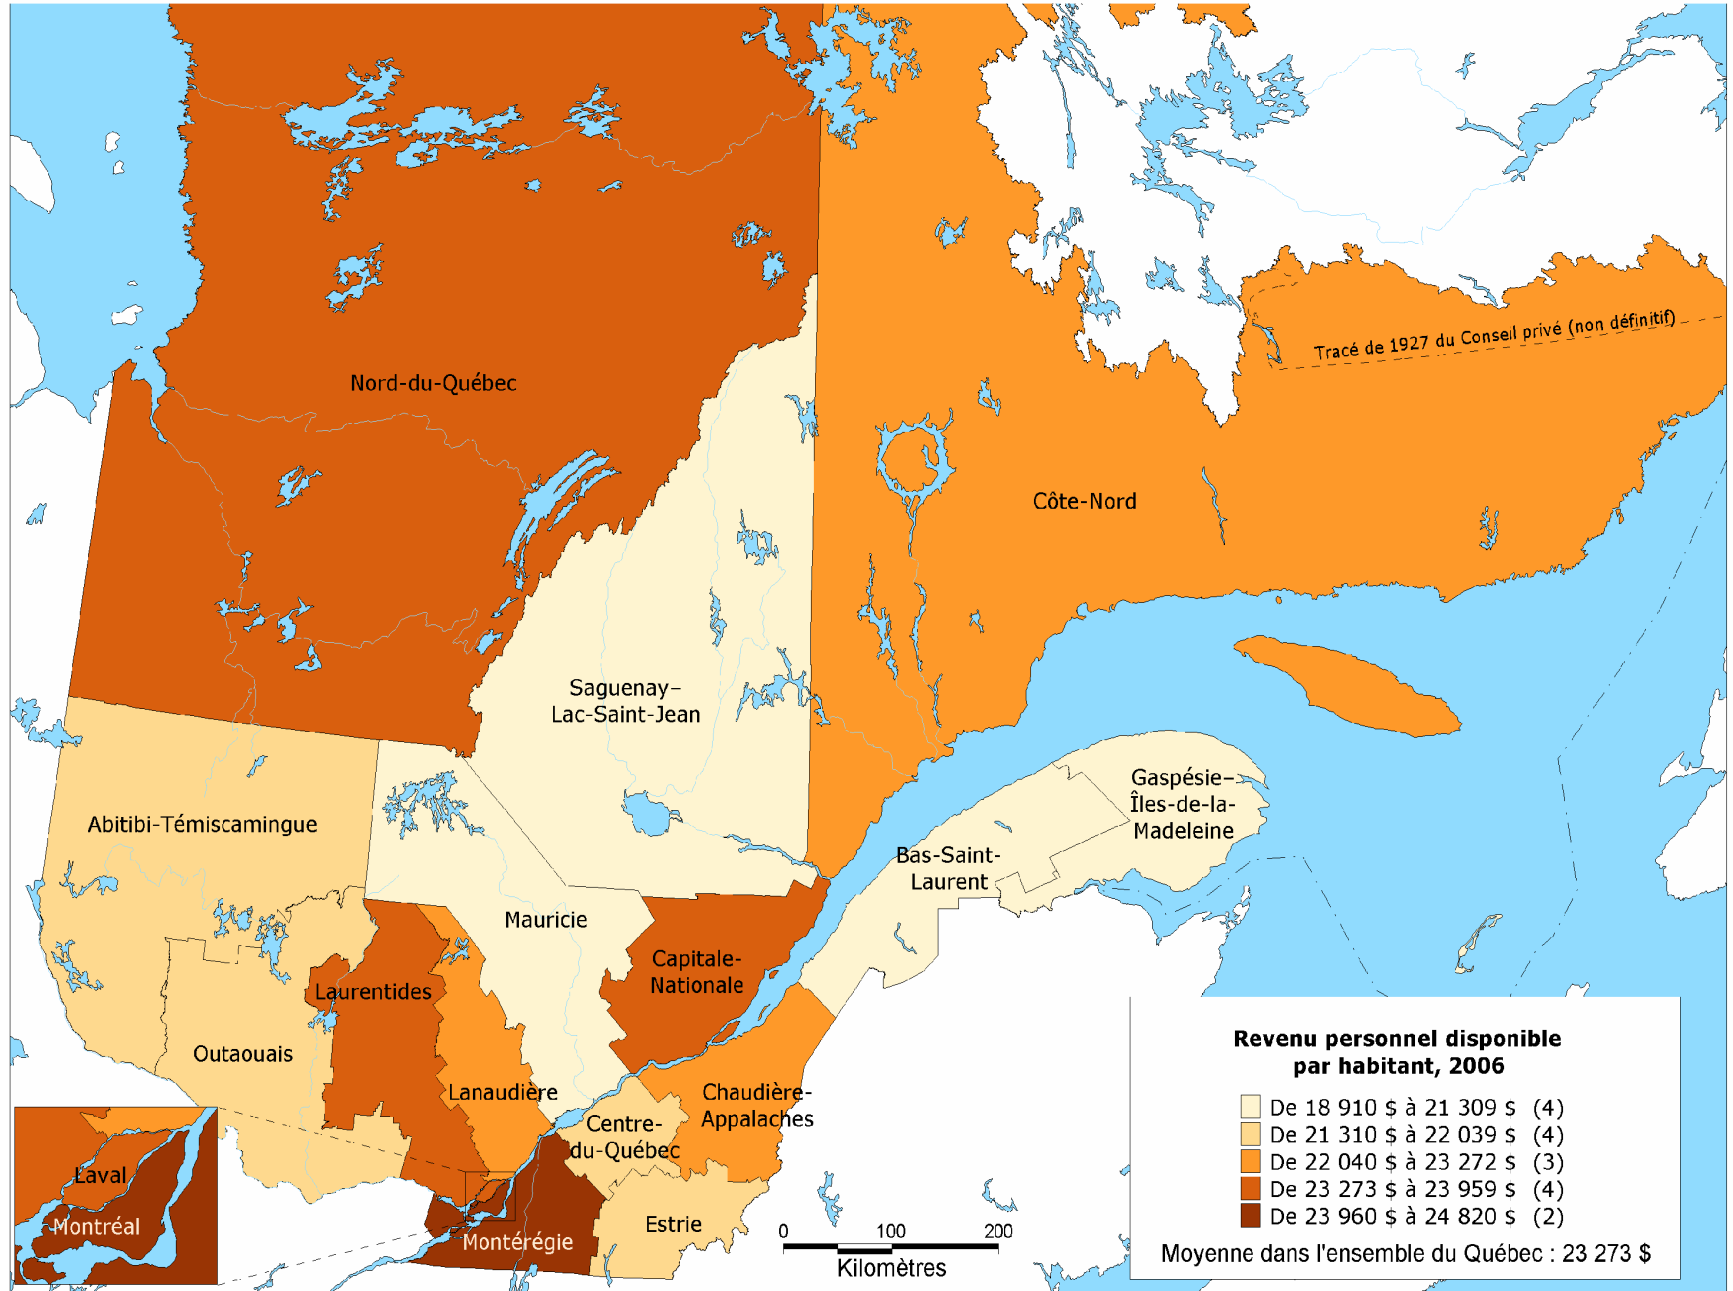 Tracé de 1927 du Conseil privé (non définitif)
Nord-du-Québec
Côte-Nord
Saguenay–
Lac-Saint-Jean
Gaspésie–
Îles-de-la-
Madeleine
Abitibi-Témiscamingue
Bas-Saint-
Laurent
Mauricie
Capitale-
Nationale
Laurentides
Outaouais
Lanaudière
Chaudière-
Appalaches
Centre-
du-Québec
Laval
Montréal
Estrie
Montérégie
0 100 200
Kilomètres
Revenu personnel disponible
par habitant, 2006
De 18 910 $ à 21 309 $ (4)
De 21 310 $ à 22 039 $ (4)
De 22 040 $ à 23 272 $ (3)
De 23 273 $ à 23 959 $ (4)
De 23 960 $ à 24 820 $ (2)
Moyenne dans l'ensemble du Québec : 23 273 $